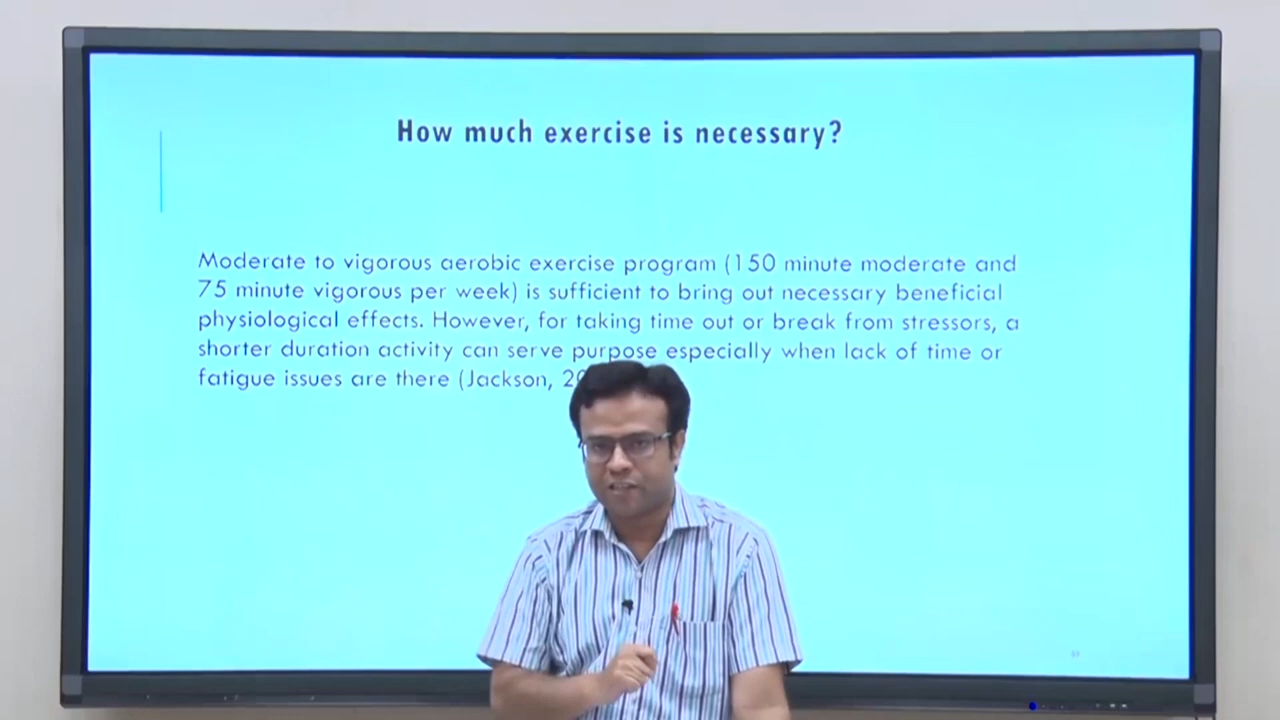 How much exercise is necessary?
Moderate to vigorous aerobic exercise program (150 minute moderate and
75 minute vigorous per week) is sufficient to bring out necessary beneficial
physiological effects. However, for taking time out or break from stressors, a
shorter duration activity can serve purpose especially when lack of time or
fatigue issues are there (Jackson,